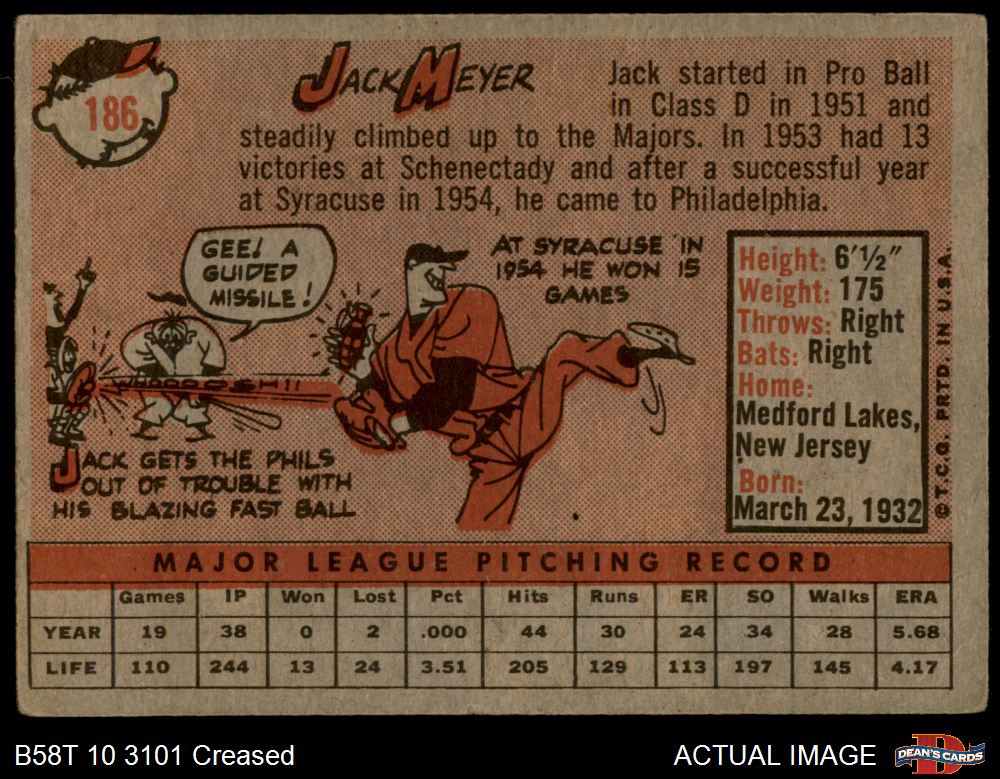 186
Jack Meyer
Jack started in Pro Ball
in Class D in 1951 and
steadily climbed up to the Majors. In 1953 had 13
victories at Schenectady and after a successful year
at Syracuse in 1954, he came to Philadelphia.
GEE! A
GUIDED
MISSILE!
AT SYRACUSE IN
1954 HE WON 15
GAMES
WHOOOOSH!!
JACK GETS THE PHILS
OUT OF TROUBLE WITH
HIS BLAZING FAST BALL
Height: 6'½"
Weight: 175
Throws: Right
Bats: Right
Home:
Medford Lakes,
New Jersey
Born:
March 23, 1932
© T.C.G. PRTD. IN U.S.A.
MAJOR LEAGUE PITCHING RECORD
Games IP Won Lost Pct Hits Runs ER SO Walks ERA
YEAR 19 38 0 2 .000 44 30 24 34 28 5.68
LIFE 110 244 13 24 3.51 205 129 113 197 145 4.17
B58T 10 3101 Creased
ACTUAL IMAGE
DEAN'S CARDS